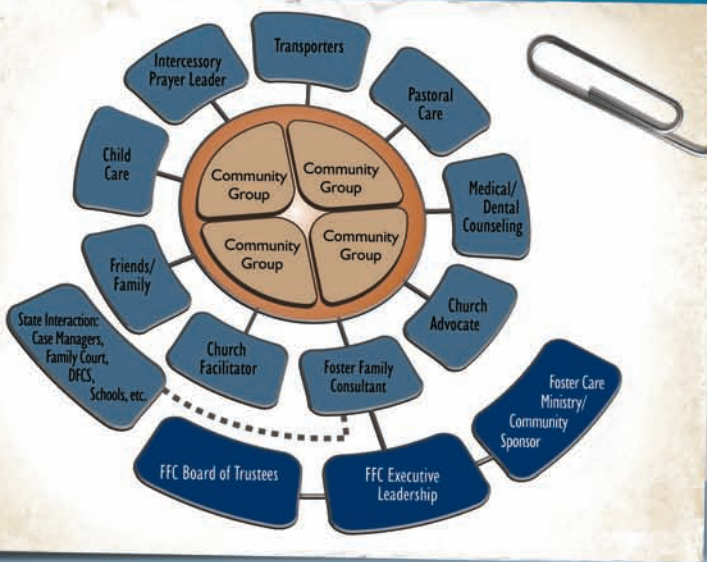 Transporters
Intercessory
Prayer Leader
Pastoral
Care
Child
Care
Community
Group
Community
Group
Medical/
Dental
Counseling
Community
Group
Community
Group
Friends/
Family
Church
Advocate
State Interaction:
Case Managers,
Family Court,
DFCS,
Schools, etc.
Church
Facilitator
Foster Family
Consultant
Foster Care
Ministry/
Community
Sponsor
FFC Board of Trustees
FFC Executive
Leadership